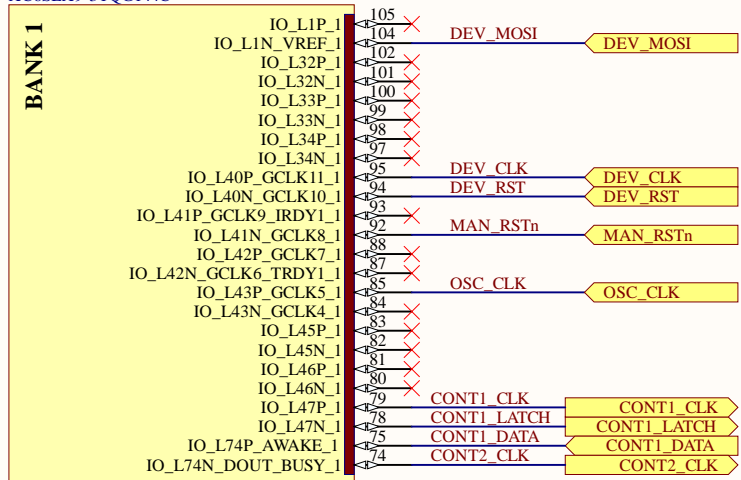 BANK 1
IO_L1P_1 105
IO_L1N_VREF_1 104 DEV_MOSI DEV_MOSI
IO_L32P_1 102
IO_L32N_1 101
IO_L33P_1 100
IO_L33N_1 99
IO_L34P_1 98
IO_L34N_1 97
IO_L40P_GCLK11_1 95 DEV_CLK DEV_CLK
IO_L40N_GCLK10_1 94 DEV_RST DEV_RST
IO_L41P_GCLK9_IRDY1_1 93
IO_L41N_GCLK8_1 92 MAN_RSTn MAN_RSTn
IO_L42P_GCLK7_1 88
IO_L42N_GCLK6_TRDY1_1 87
IO_L43P_GCLK5_1 85 OSC_CLK OSC_CLK
IO_L43N_GCLK4_1 84
IO_L45P_1 83
IO_L45N_1 82
IO_L46P_1 81
IO_L46N_1 80
IO_L47P_1 79 CONT1_CLK CONT1_CLK
IO_L47N_1 78 CONT1_LATCH CONT1_LATCH
IO_L74P_AWAKE_1 75 CONT1_DATA CONT1_DATA
IO_L74N_DOUT_BUSY_1 74 CONT2_CLK CONT2_CLK